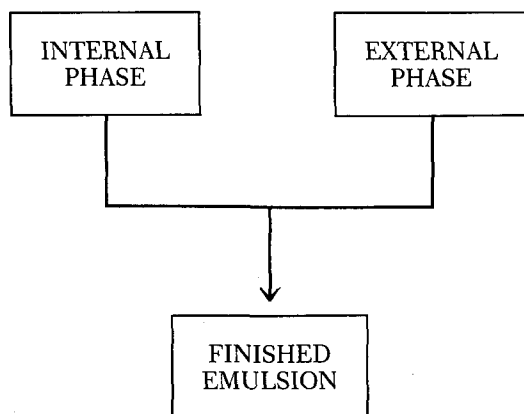 INTERNAL
PHASE
EXTERNAL
PHASE
FINISHED
EMULSION